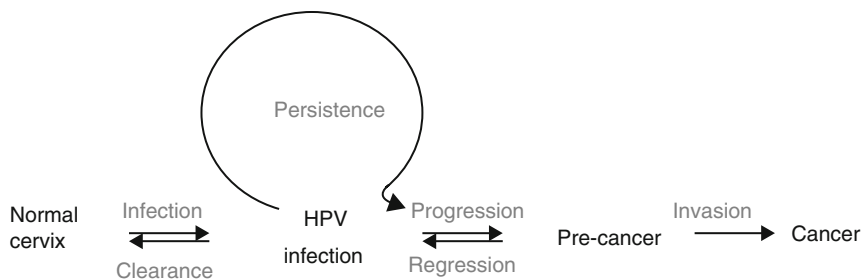 Persistence
Normal
cervix
Infection
Clearance
HPV
infection
Progression
Regression
Pre-cancer
Invasion
Cancer